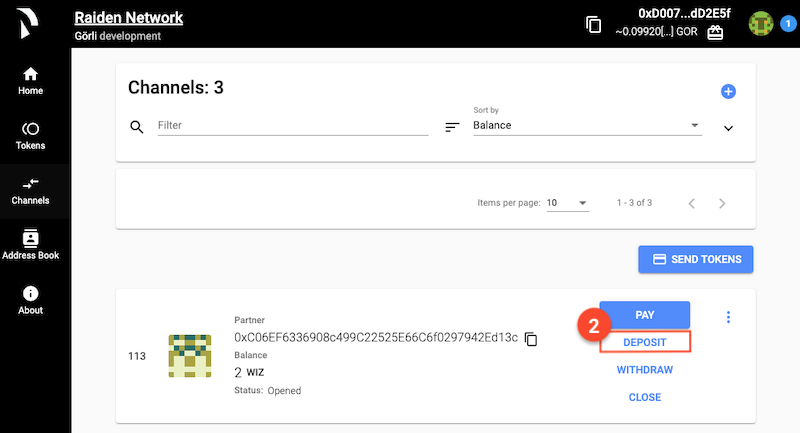 Raiden Network
Görli development
0xD007...dD2E5f
~0.09920[...] GOR
1
Home
Tokens
Channels
Address Book
About
Channels: 3
Filter
Sort by
Balance
Items per page: 10
1 - 3 of 3
SEND TOKENS
113
Partner
0xC06EF6336908c499C22525E66C6f0297942Ed13c
Balance
2 WIZ
Status: Opened
PAY
2
DEPOSIT
WITHDRAW
CLOSE